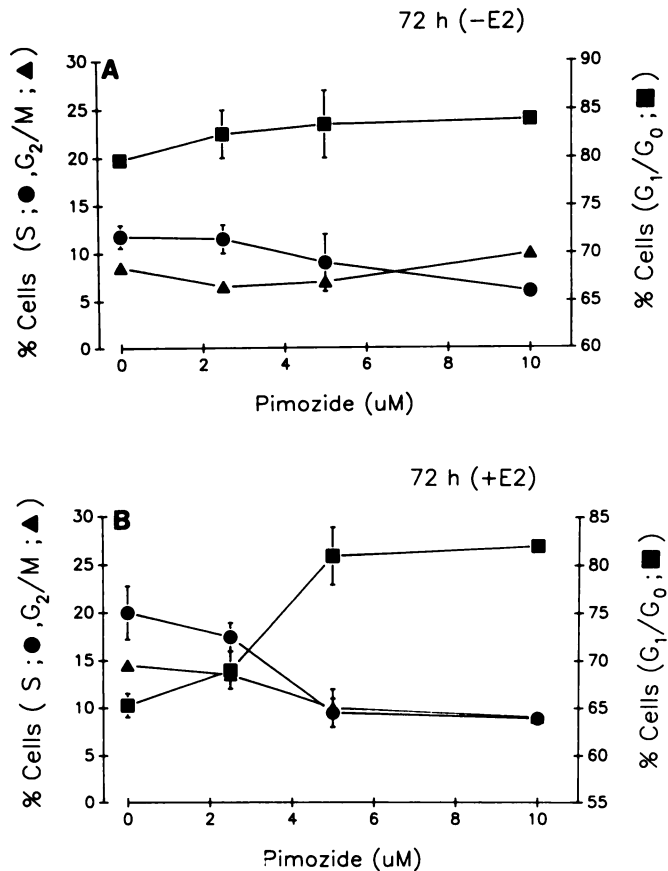 72 h (−E2)
A
% Cells (S ; ●, G2/M ; ▲)
30
25
20
15
10
5
0
% Cells (G1/G0 ; ■)
90
85
80
75
70
65
60
0 2 4 6 8 10
Pimozide (uM)
72 h (+E2)
B
% Cells ( S ; ●, G2/M ; ▲)
30
25
20
15
10
5
0
% Cells (G1/G0 ; ■)
85
80
75
70
65
60
55
0 2 4 6 8 10
Pimozide (uM)